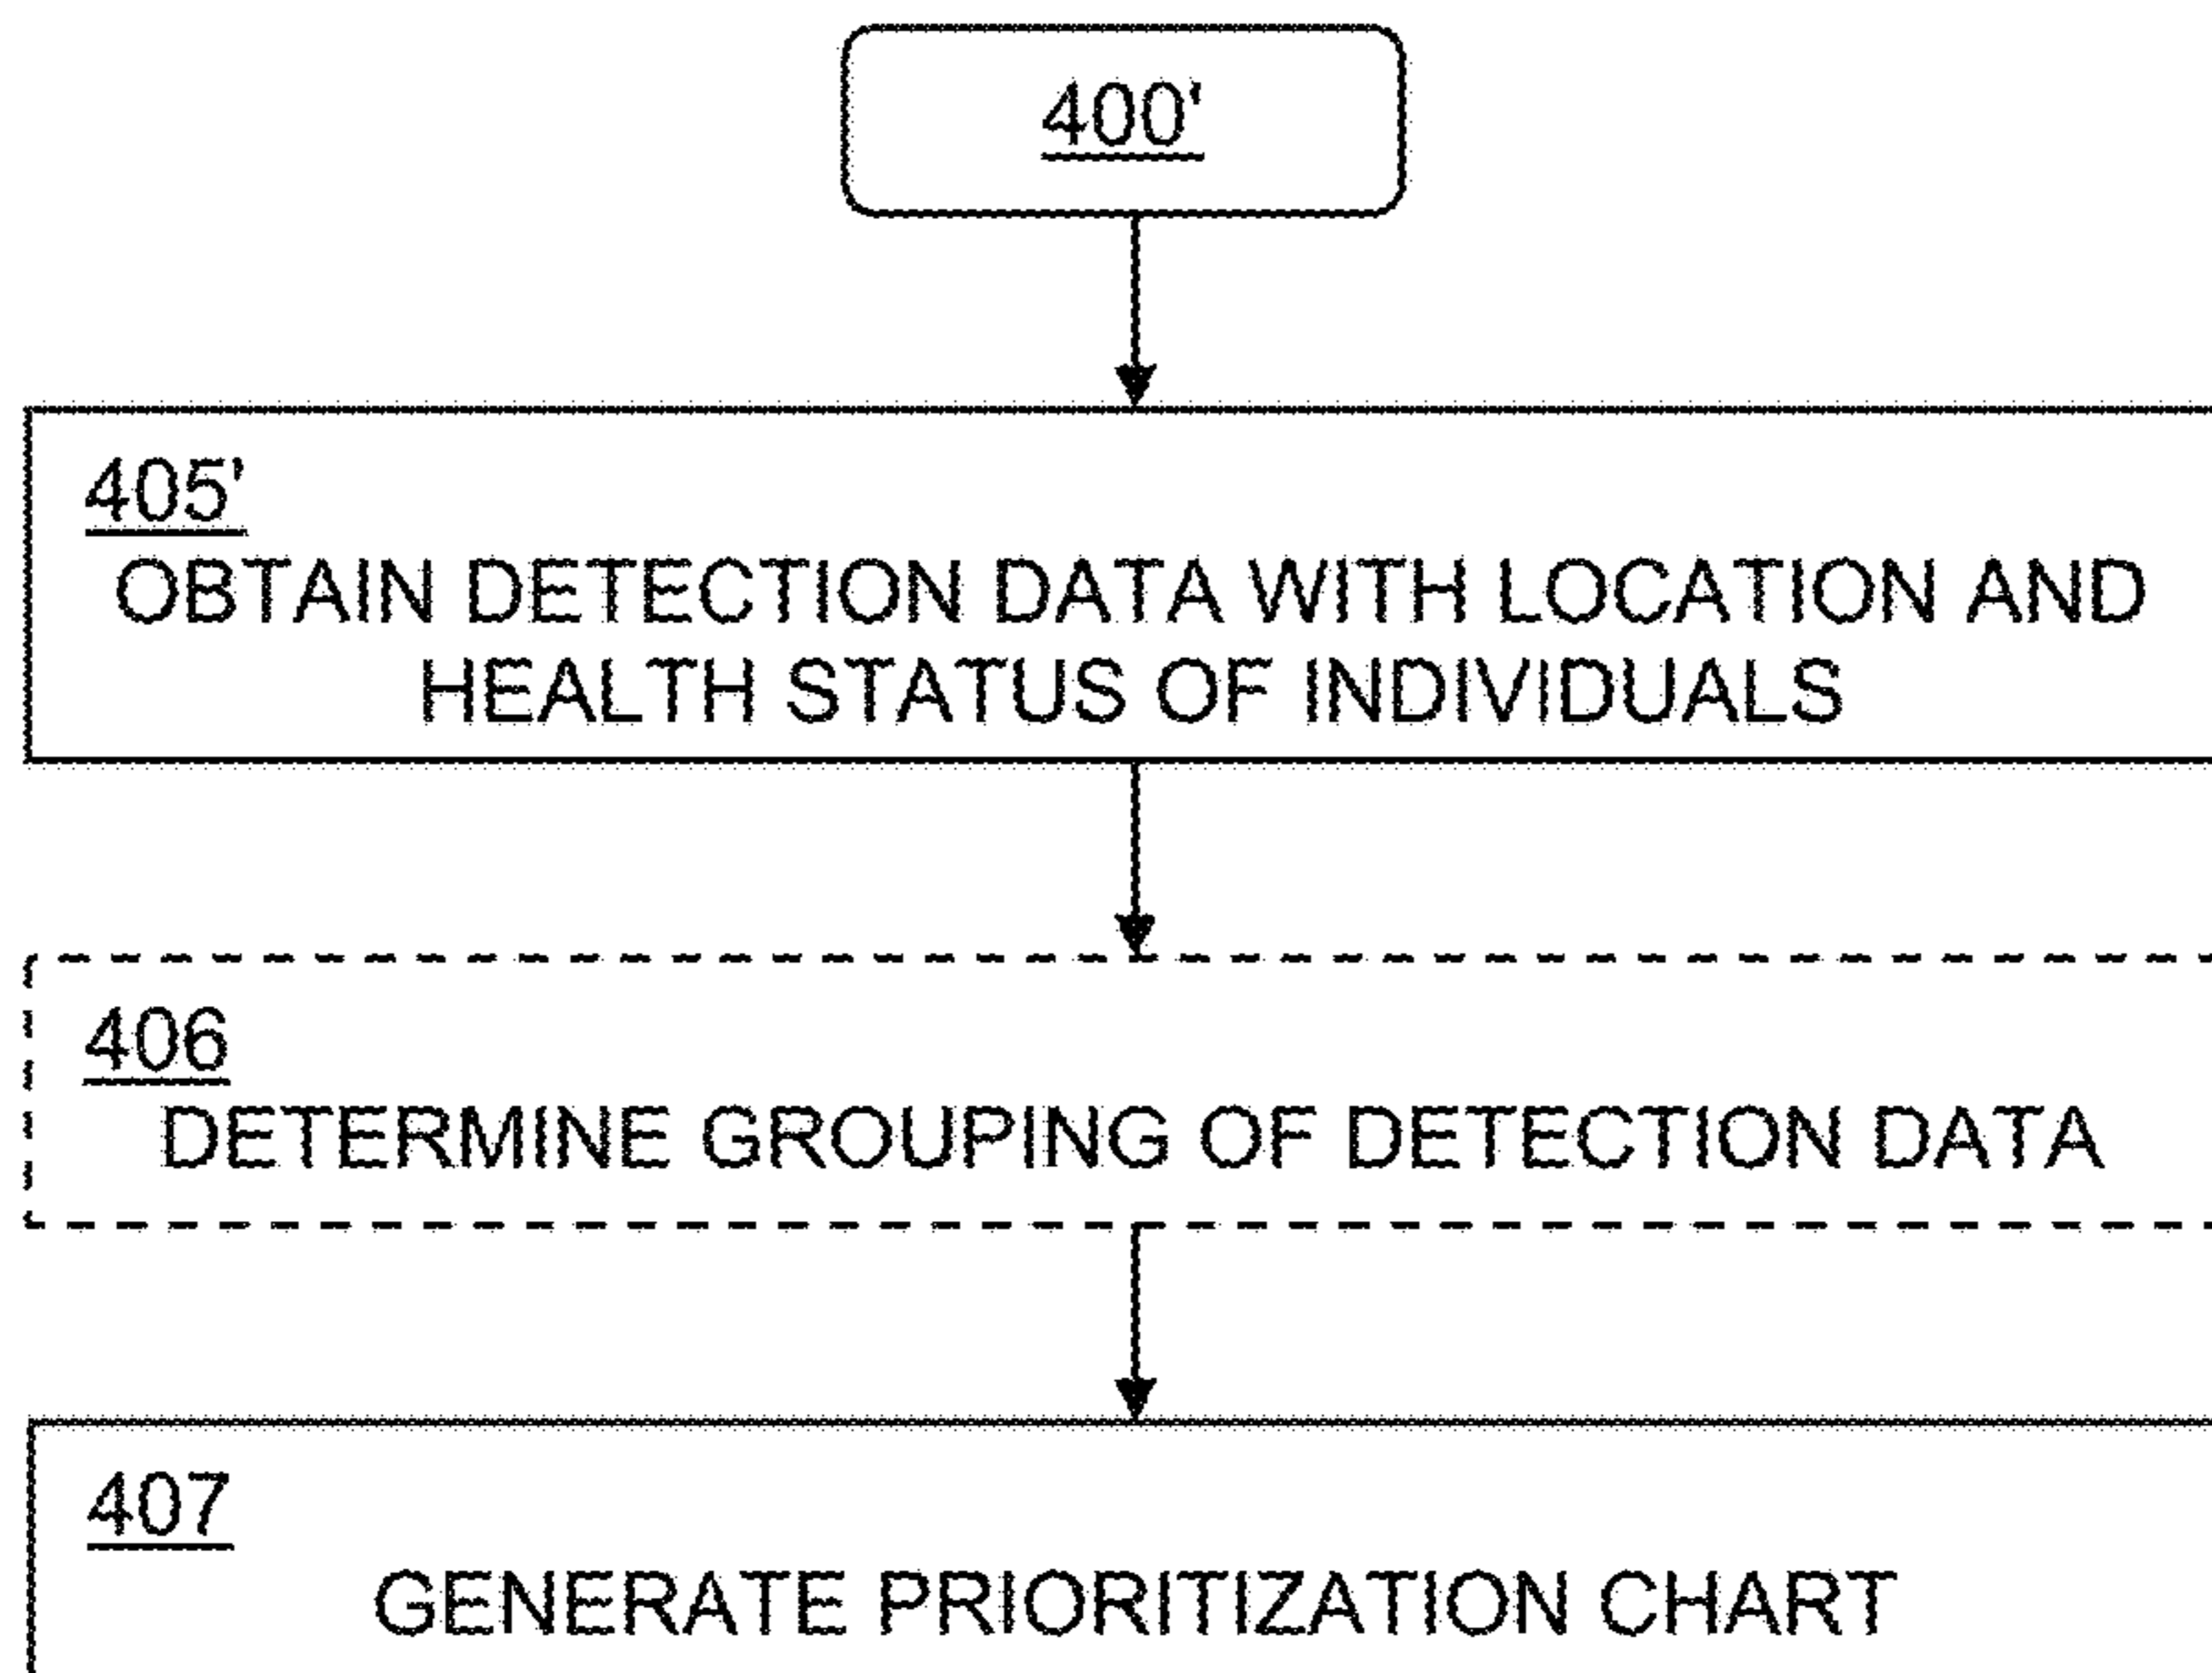 400'
405'
OBTAIN DETECTION DATA WITH LOCATION AND
HEALTH STATUS OF INDIVIDUALS
406
DETERMINE GROUPING OF DETECTION DATA
407
GENERATE PRIORITIZATION CHART